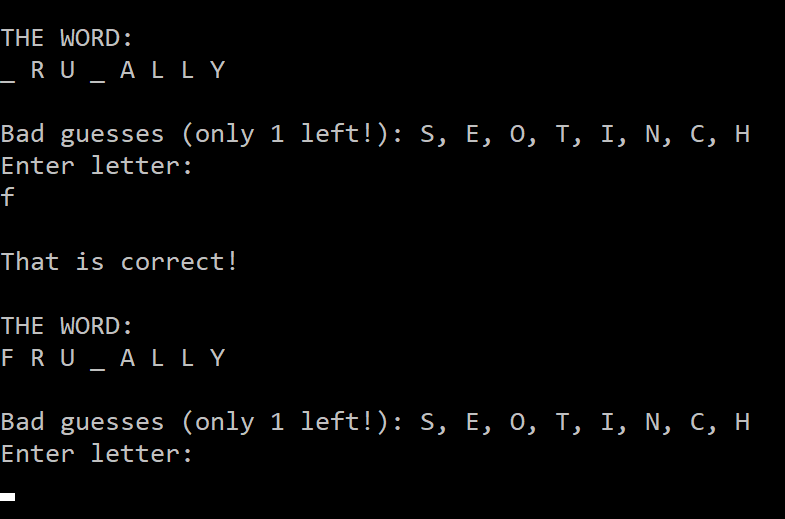 THE WORD:
_ R U _ A L L Y
Bad guesses (only 1 left!): S, E, O, T, I, N, C, H
Enter letter:
f
That is correct!
THE WORD:
F R U _ A L L Y
Bad guesses (only 1 left!): S, E, O, T, I, N, C, H
Enter letter: